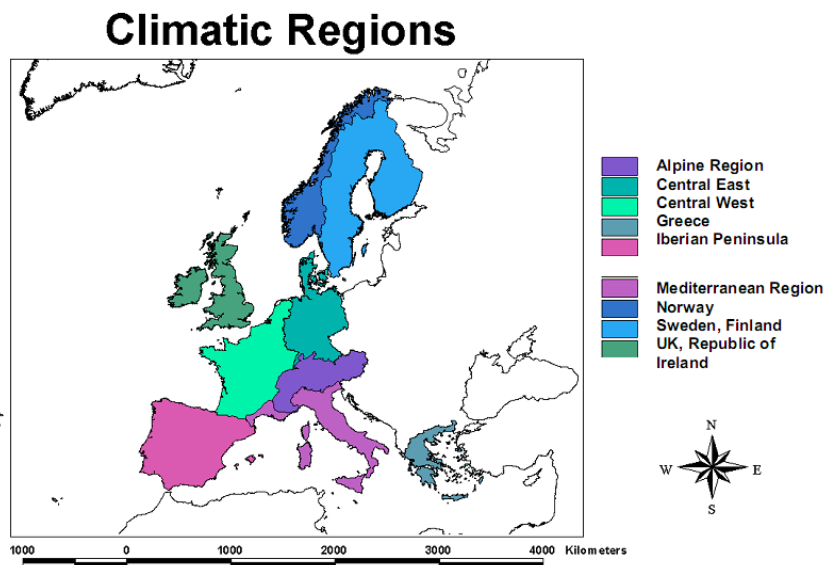 Climatic Regions
Alpine Region
Central East
Central West
Greece
Iberian Peninsula
Mediterranean Region
Norway
Sweden, Finland
UK, Republic of
Ireland
N
W E
S
1000 0 1000 2000 3000 4000 Kilometers